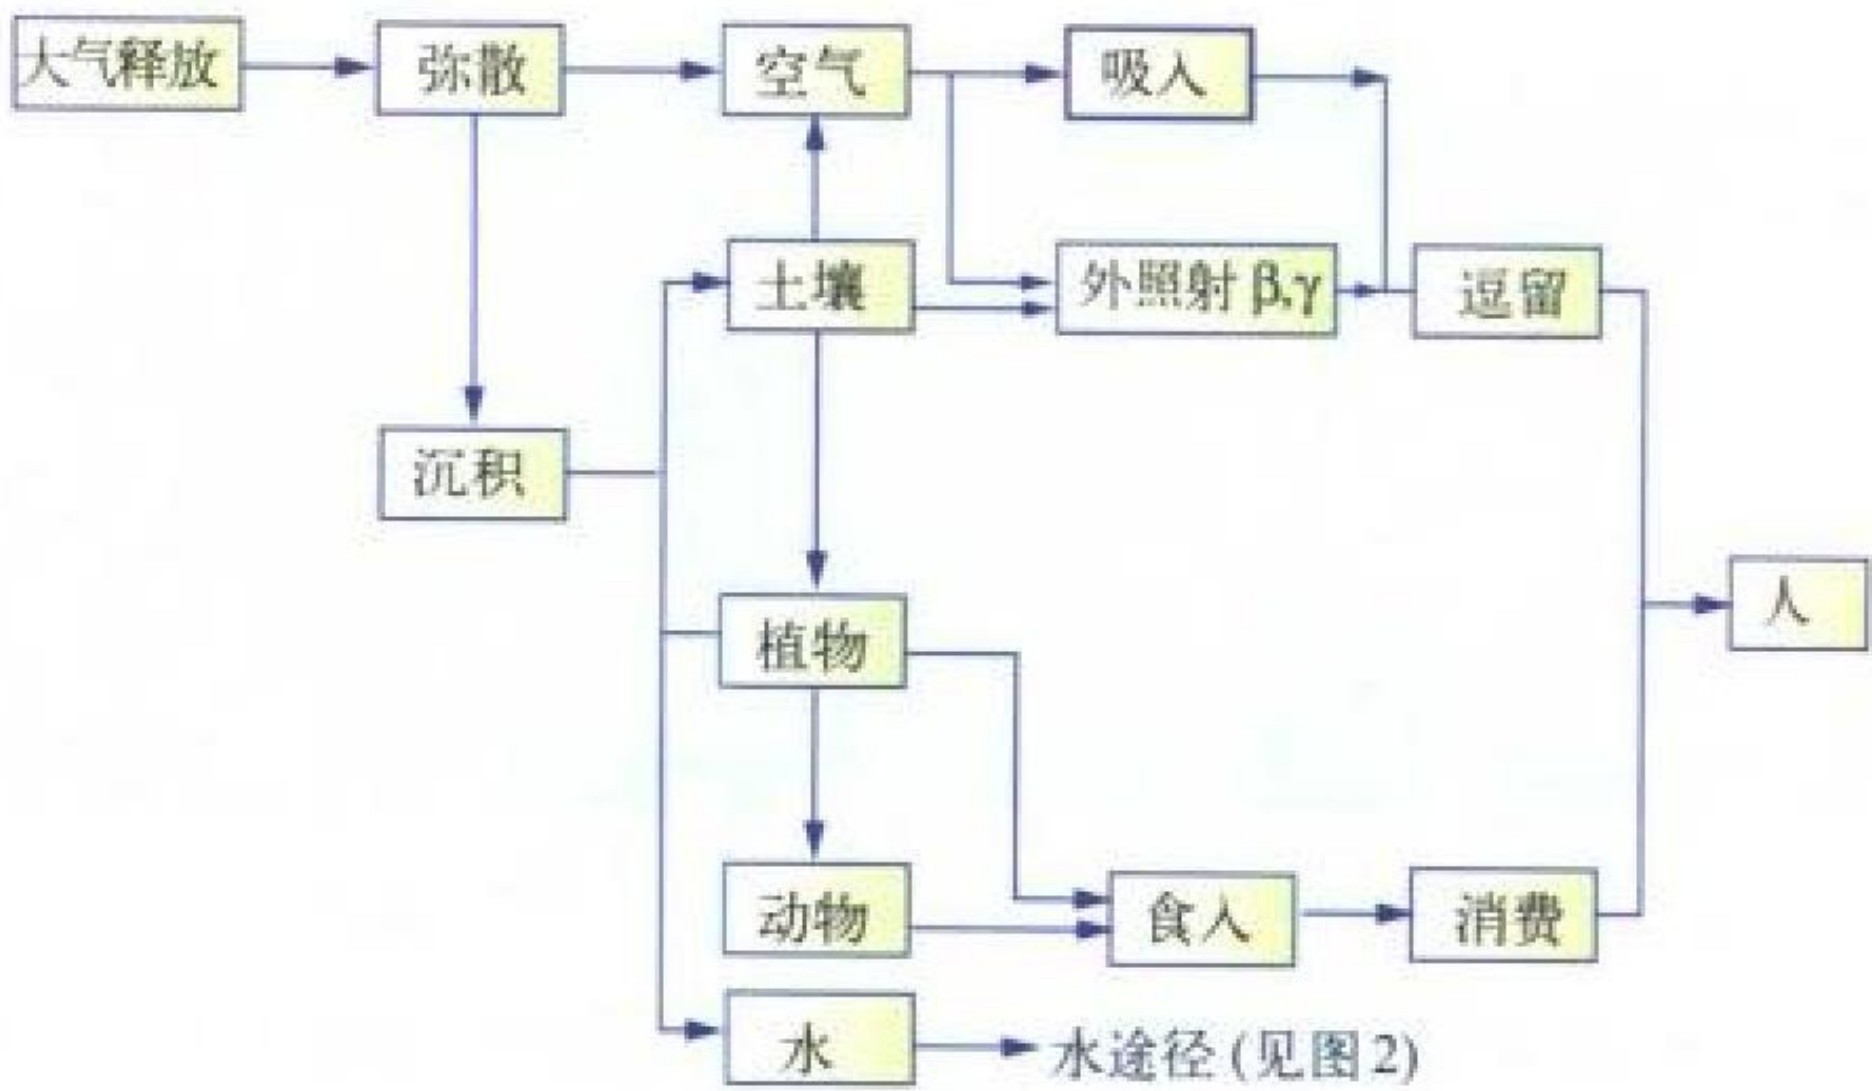 大气释放
弥散
空气
吸入
土壤
外照射 β,γ
逗留
沉积
植物
人
动物
食入
消费
水
水途径 (见图 2)